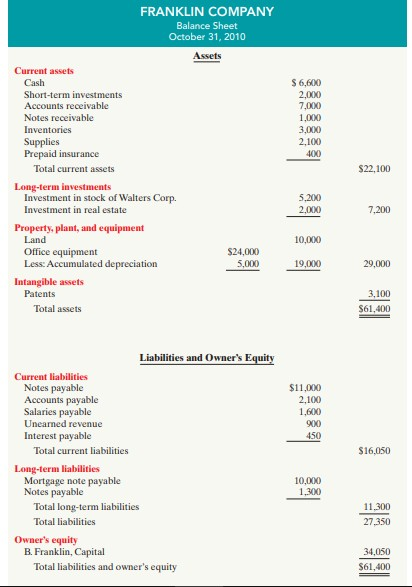 FRANKLIN COMPANY
Balance Sheet
October 31, 2010
Assets
Current assets
Cash $ 6,600
Short-term investments 2,000
Accounts receivable 7,000
Notes receivable 1,000
Inventories 3,000
Supplies 2,100
Prepaid insurance 400
Total current assets $22,100
Long-term investments
Investment in stock of Walters Corp. 5,200
Investment in real estate 2,000 7,200
Property, plant, and equipment
Land 10,000
Office equipment $24,000
Less: Accumulated depreciation 5,000 19,000 29,000
Intangible assets
Patents 3,100
Total assets $61,400
Liabilities and Owner's Equity
Current liabilities
Notes payable $11,000
Accounts payable 2,100
Salaries payable 1,600
Unearned revenue 900
Interest payable 450
Total current liabilities $16,050
Long-term liabilities
Mortgage note payable 10,000
Notes payable 1,300
Total long-term liabilities 11,300
Total liabilities 27,350
Owner's equity
B. Franklin, Capital 34,050
Total liabilities and owner's equity $61,400